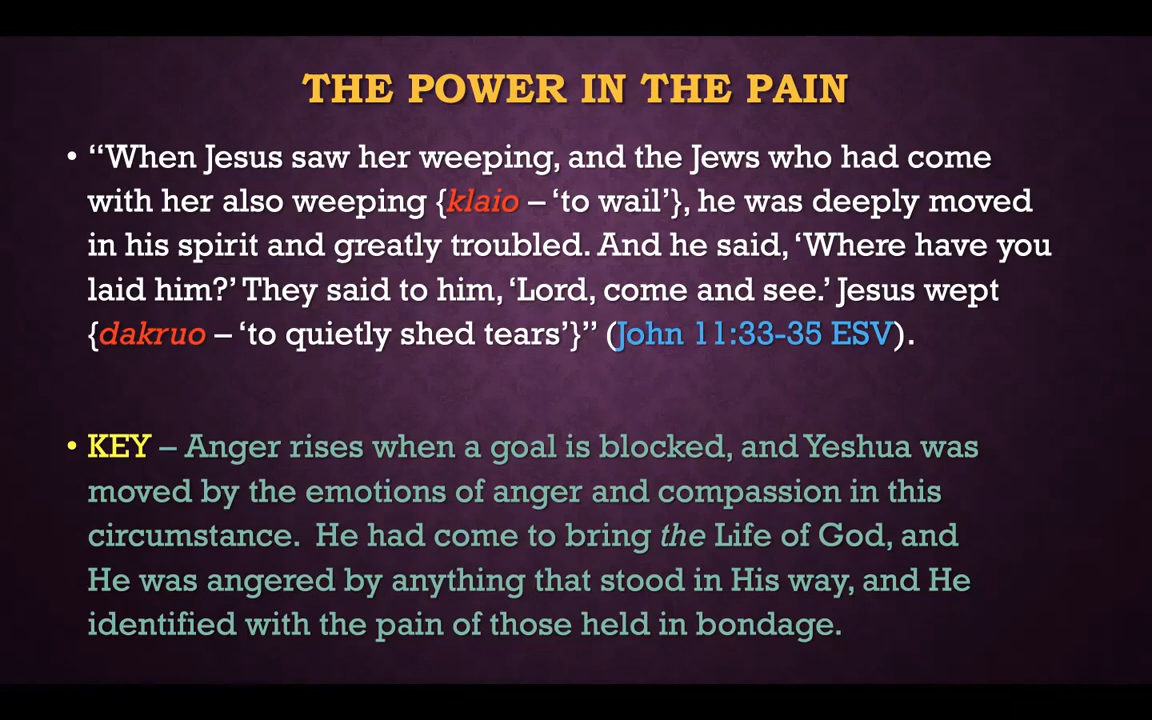 THE POWER IN THE PAIN
• “When Jesus saw her weeping, and the Jews who had come
with her also weeping {klaio – ‘to wail’}, he was deeply moved
in his spirit and greatly troubled. And he said, ‘Where have you
laid him?’ They said to him, ‘Lord, come and see.’ Jesus wept
{dakruo – ‘to quietly shed tears’}” (John 11:33-35 ESV).
• KEY – Anger rises when a goal is blocked, and Yeshua was
moved by the emotions of anger and compassion in this
circumstance.  He had come to bring the Life of God, and
He was angered by anything that stood in His way, and He
identified with the pain of those held in bondage.